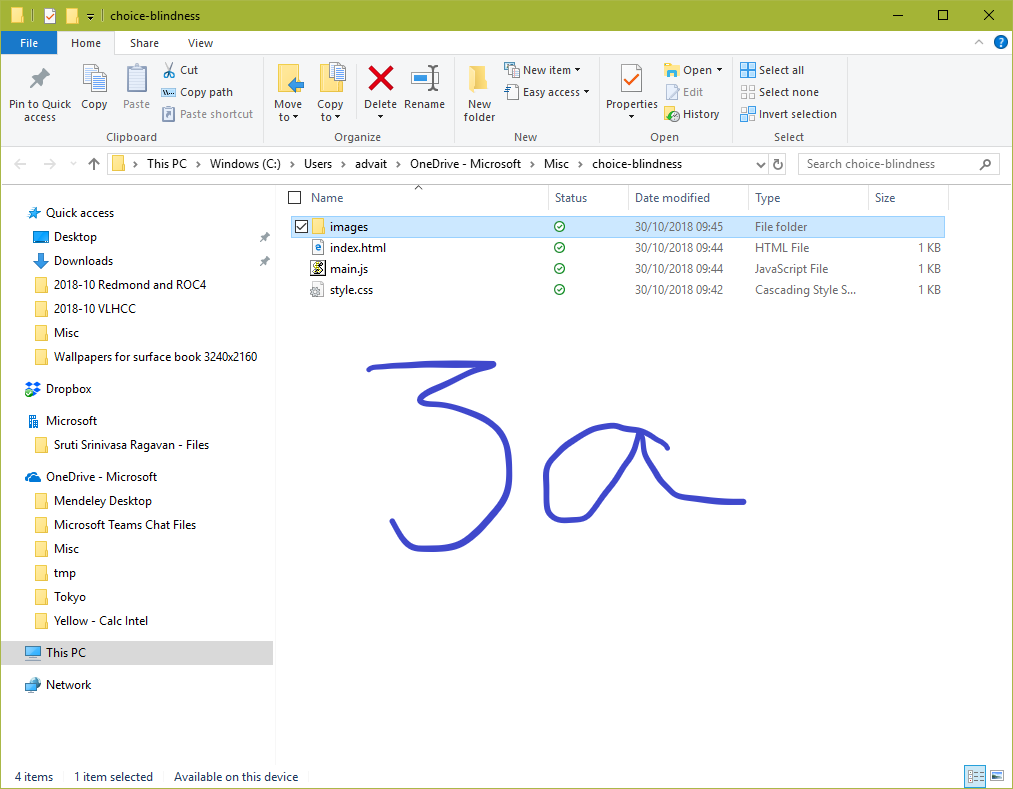 choice-blindness
File Home Share View
Pin to Quick access
Copy
Paste
Cut
Copy path
Paste shortcut
Clipboard
Move to
Copy to
Delete
Rename
Organize
New folder
New item
Easy access
New
Properties
Open
Edit
History
Open
Select all
Select none
Invert selection
Select
This PC > Windows (C:) > Users > advait > OneDrive - Microsoft > Misc > choice-blindness
Search choice-blindness
Quick access
Desktop
Downloads
2018-10 Redmond and ROC4
2018-10 VLHCC
Misc
Wallpapers for surface book 3240x2160
Dropbox
Microsoft
Sruti Srinivasa Ragavan - Files
OneDrive - Microsoft
Mendeley Desktop
Microsoft Teams Chat Files
Misc
tmp
Tokyo
Yellow - Calc Intel
This PC
Network
Name Status Date modified Type Size
images 30/10/2018 09:45 File folder
index.html 30/10/2018 09:44 HTML File 1 KB
main.js 30/10/2018 09:44 JavaScript File 1 KB
style.css 30/10/2018 09:42 Cascading Style S... 1 KB
3a
4 items 1 item selected Available on this device